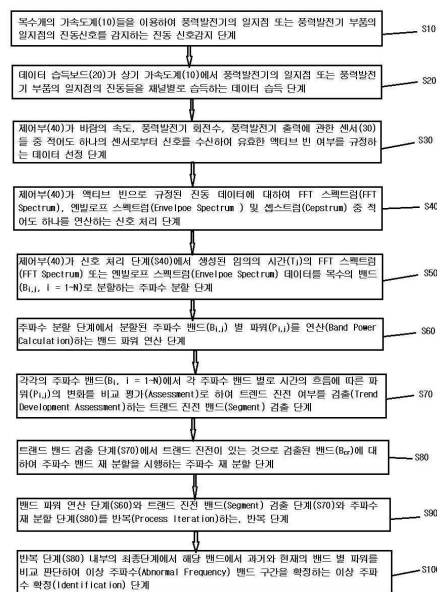 복수개의 가속도계(10)들을 이용하여 풍력발전기의 일지점 또는 풍력발전기 부품의
일지점의 진동신호를 감지하는 진동 신호감지 단계
S10
데이터 습득보드(20)가 상기 가속도계(10)에서 풍력발전기의 일지점 또는 풍력발전
기 부품의 일지점의 진동들을 채널별로 습득하는 데이터 습득 단계
S20
제어부(40)가 바람의 속도, 풍력발전기 회전수, 풍력발전기 출력에 관한 센서(30)
들 중 적어도 하나의 센서로부터 신호를 수신하여 유효한 액티브 빈 여부를 규정하
는 데이터 선정 단계
S30
제어부(40)가 액티브 빈으로 규정된 진동 데이터에 대하여 FFT 스펙트럼(FFT
Spectrum), 엔빌로프 스펙트럼(Envelpoe Spectrum ) 및 셉스트럼(Cepstrum) 중 적
어도 하나를 연산하는 신호 처리 단계
S40
제어부(40)가 신호 처리 단계(S40)에서 생성된 임의의 시간(Tj)의 FFT 스펙트럼
(FFT Spectrum) 또는 엔빌로프 스펙트럼(Envelpoe Spectrum) 데이터를 복수의 밴드
(Bi,j, i = 1~N)로 분할하는 주파수 분할 단계
S50
주파수 분할 단계에서 분할된 주파수 밴드(Bi,j) 별 파워(Pi,j)를 연산(Band Power
Calculation)하는 밴드 파워 연산 단계
S60
각각의 주파수 밴드(Bi, i = 1~N)에서 각 주파수 밴드 별로 시간의 흐름에 따른 파
워(Pi,j)의 변화를 비교 평가(Assessment)로 하여 트렌드 진전 여부를 검출(Trend
Development Assessment)하는 트렌드 진전 밴드(Segment) 검출 단계
S70
트랜드 밴드 검출 단계(S70)에서 트렌드 진전이 있는 것으로 검출된 밴드(Bcr)에 대
하여 주파수 밴드 재 분할을 시행하는 주파수 재 분할 단계
S80
밴드 파워 연산 단계(S60)와 트랜드 진전 밴드(Segment) 검출 단계(S70)와 주파수
재 분할 단계(S80)를 반복(Process Iteration)하는, 반복 단계
S90
반복 단계(S80) 내부의 최종단계에서 해당 밴드에서 과거와 현재의 밴드 별 파워를
비교 판단하여 이상 주파수(Abnormal Frequency) 밴드 구간을 확정하는 이상 주파
수 확정(Identification) 단계
S100